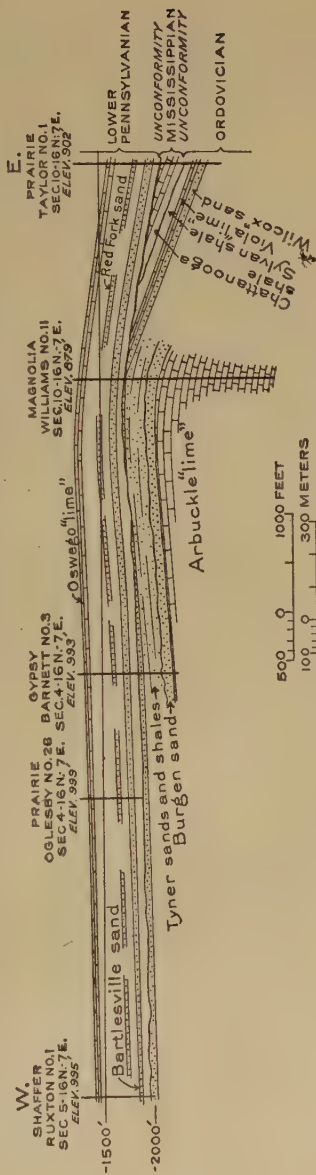 W.
SHAFFER
RUXTON NO.1
SEC 5-16N.-7E.
ELEV. 995
PRAIRIE
OGLESBY NO.26
SEC.4-16N.-7E.
ELEV. 999
GYPSY
BARNETT NO.3
SEC.4-16N.-7E.
ELEV. 993
MAGNOLIA
WILLIAMS NO.11
SEC.10-16N.-7E.
ELEV. 879
E.
PRAIRIE
TAYLOR NO.1
SEC.11-16N.-7E.
ELEV. 902
-1500'
-2000'
Oswego "lime"
Red Fork sand
Bartlesville sand
Tyner sands and shales
Burgen sand
Arbuckle "lime"
LOWER
PENNSYLVANIAN
UNCONFORMITY
MISSISSIPPIAN
UNCONFORMITY
ORDOVICIAN
Chattanooga
shale
Sylvan shale
Viola "lime"
"Wilcox" sand
500 0 1000 FEET
100 0 300 METERS